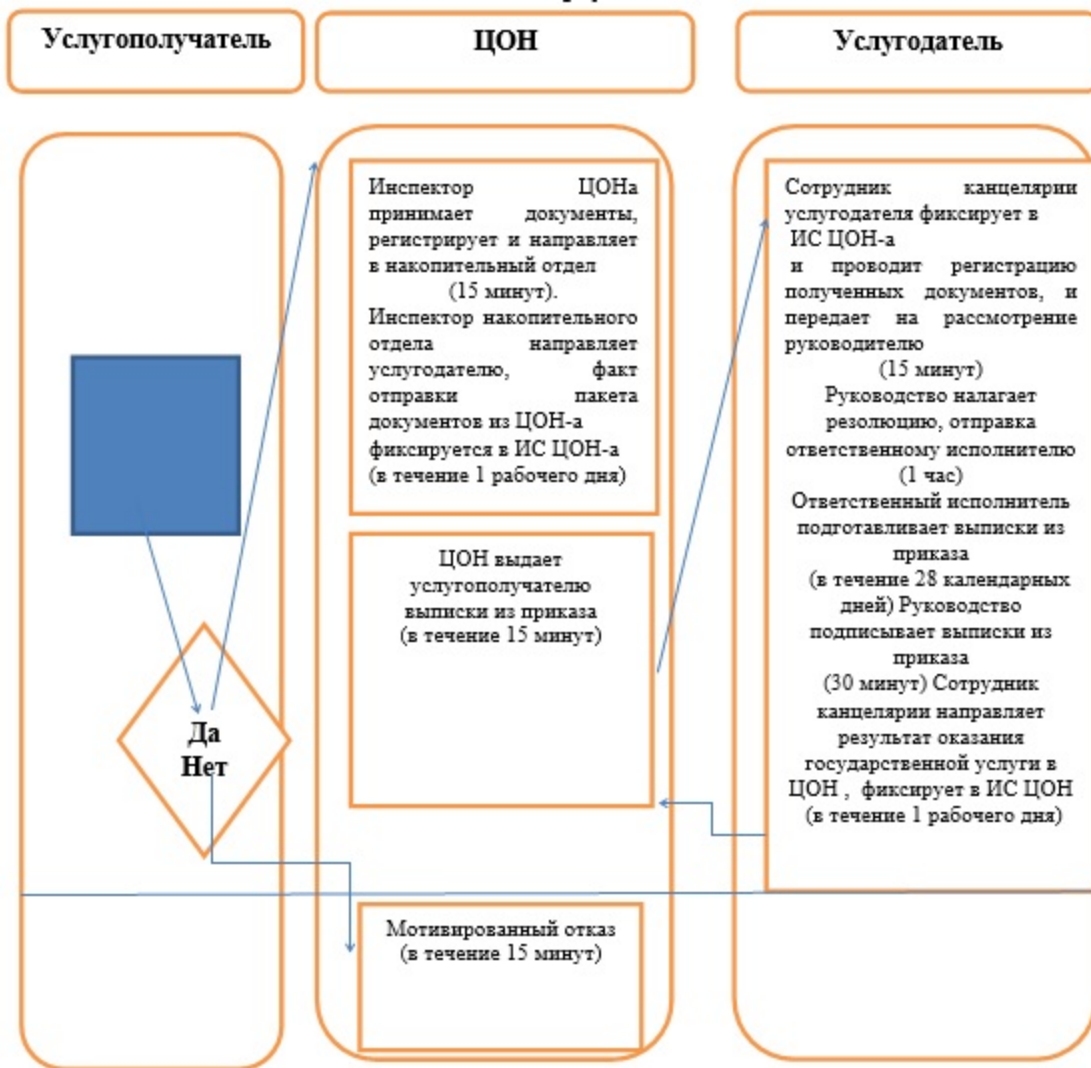 Услугополучатель
ЦОН
Услугодатель
Да
Нет
Инспектор ЦОНа
принимает документы,
регистрирует и направляет
в накопительный отдел
(15 минут).
Инспектор накопительного
отдела направляет
услугодателю, факт
отправки пакета
документов из ЦОН-а
фиксируется в ИС ЦОН-а
(в течение 1 рабочего дня)
ЦОН выдает
услугополучателю
выписки из приказа
(в течение 15 минут)
Мотивированный отказ
(в течение 15 минут)
Сотрудник канцелярии
услугодателя фиксирует в
ИС ЦОН-а
и проводит регистрацию
полученных документов, и
передает на рассмотрение
руководителю
(15 минут)
Руководство налагает
резолюцию, отправка
ответственному исполнителю
(1 час)
Ответственный исполнитель
подготавливает выписки из
приказа
(в течение 28 календарных
дней) Руководство
подписывает выписки из
приказа
(30 минут) Сотрудник
канцелярии направляет
результат оказания
государственной услуги в
ЦОН , фиксирует в ИС ЦОН
(в течение 1 рабочего дня)